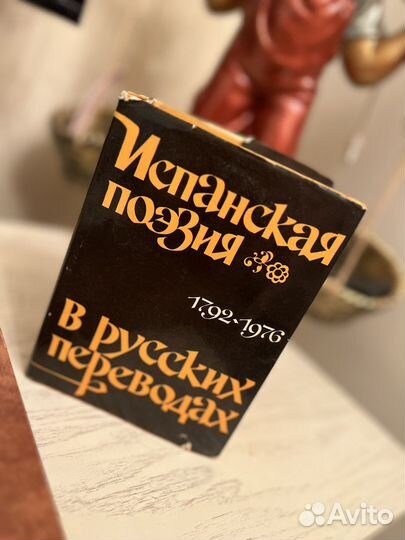 Испанская
поэзия
1792-1976
в русских
переводах
Avito